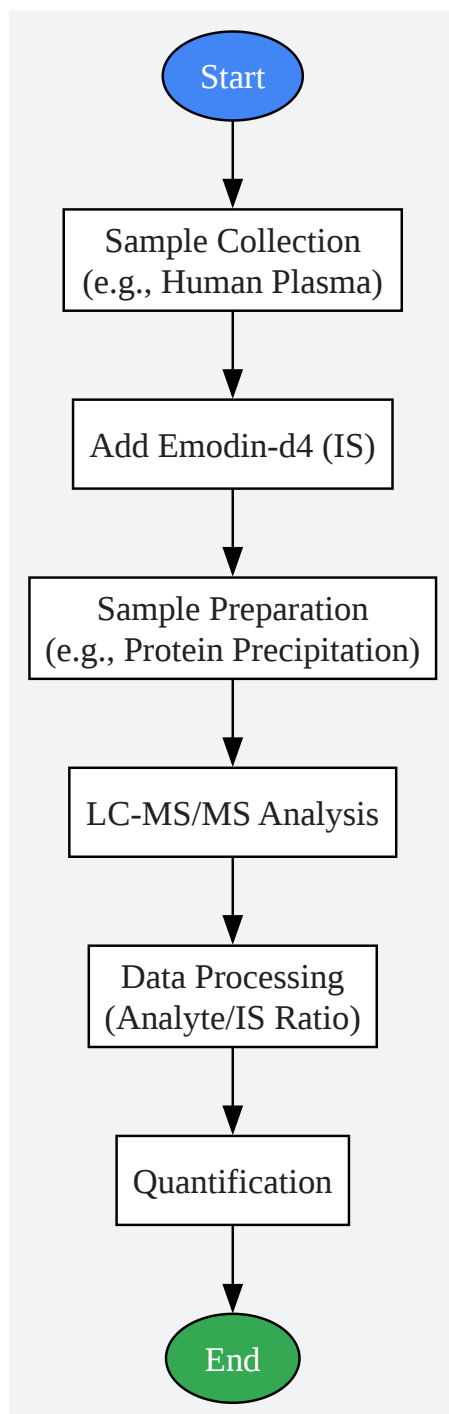 Start
Sample Collection
(e.g., Human Plasma)
Add Emodin-d4 (IS)
Sample Preparation
(e.g., Protein Precipitation)
LC-MS/MS Analysis
Data Processing
(Analyte/IS Ratio)
Quantification
End